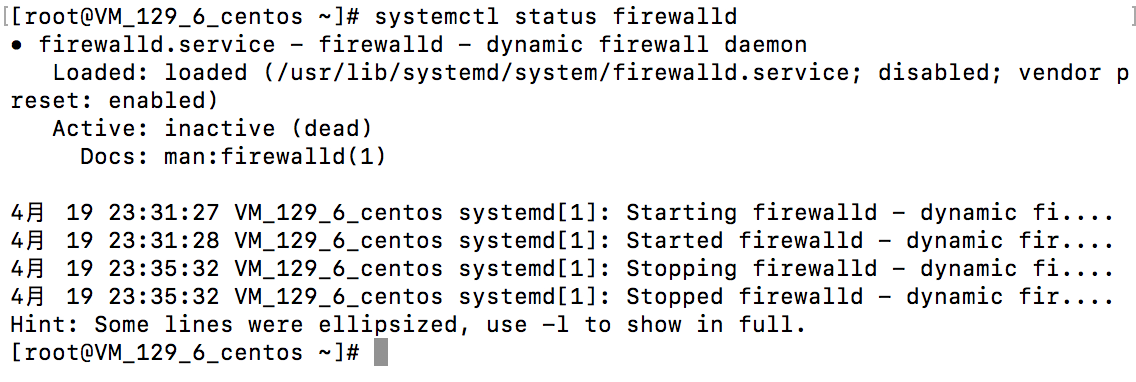 [root@VM_129_6_centos ~]# systemctl status firewalld
● firewalld.service - firewalld - dynamic firewall daemon
   Loaded: loaded (/usr/lib/systemd/system/firewalld.service; disabled; vendor p
reset: enabled)
   Active: inactive (dead)
     Docs: man:firewalld(1)

4月 19 23:31:27 VM_129_6_centos systemd[1]: Starting firewalld - dynamic fi....
4月 19 23:31:28 VM_129_6_centos systemd[1]: Started firewalld - dynamic fir....
4月 19 23:35:32 VM_129_6_centos systemd[1]: Stopping firewalld - dynamic fi....
4月 19 23:35:32 VM_129_6_centos systemd[1]: Stopped firewalld - dynamic fir....
Hint: Some lines were ellipsized, use -l to show in full.
[root@VM_129_6_centos ~]#